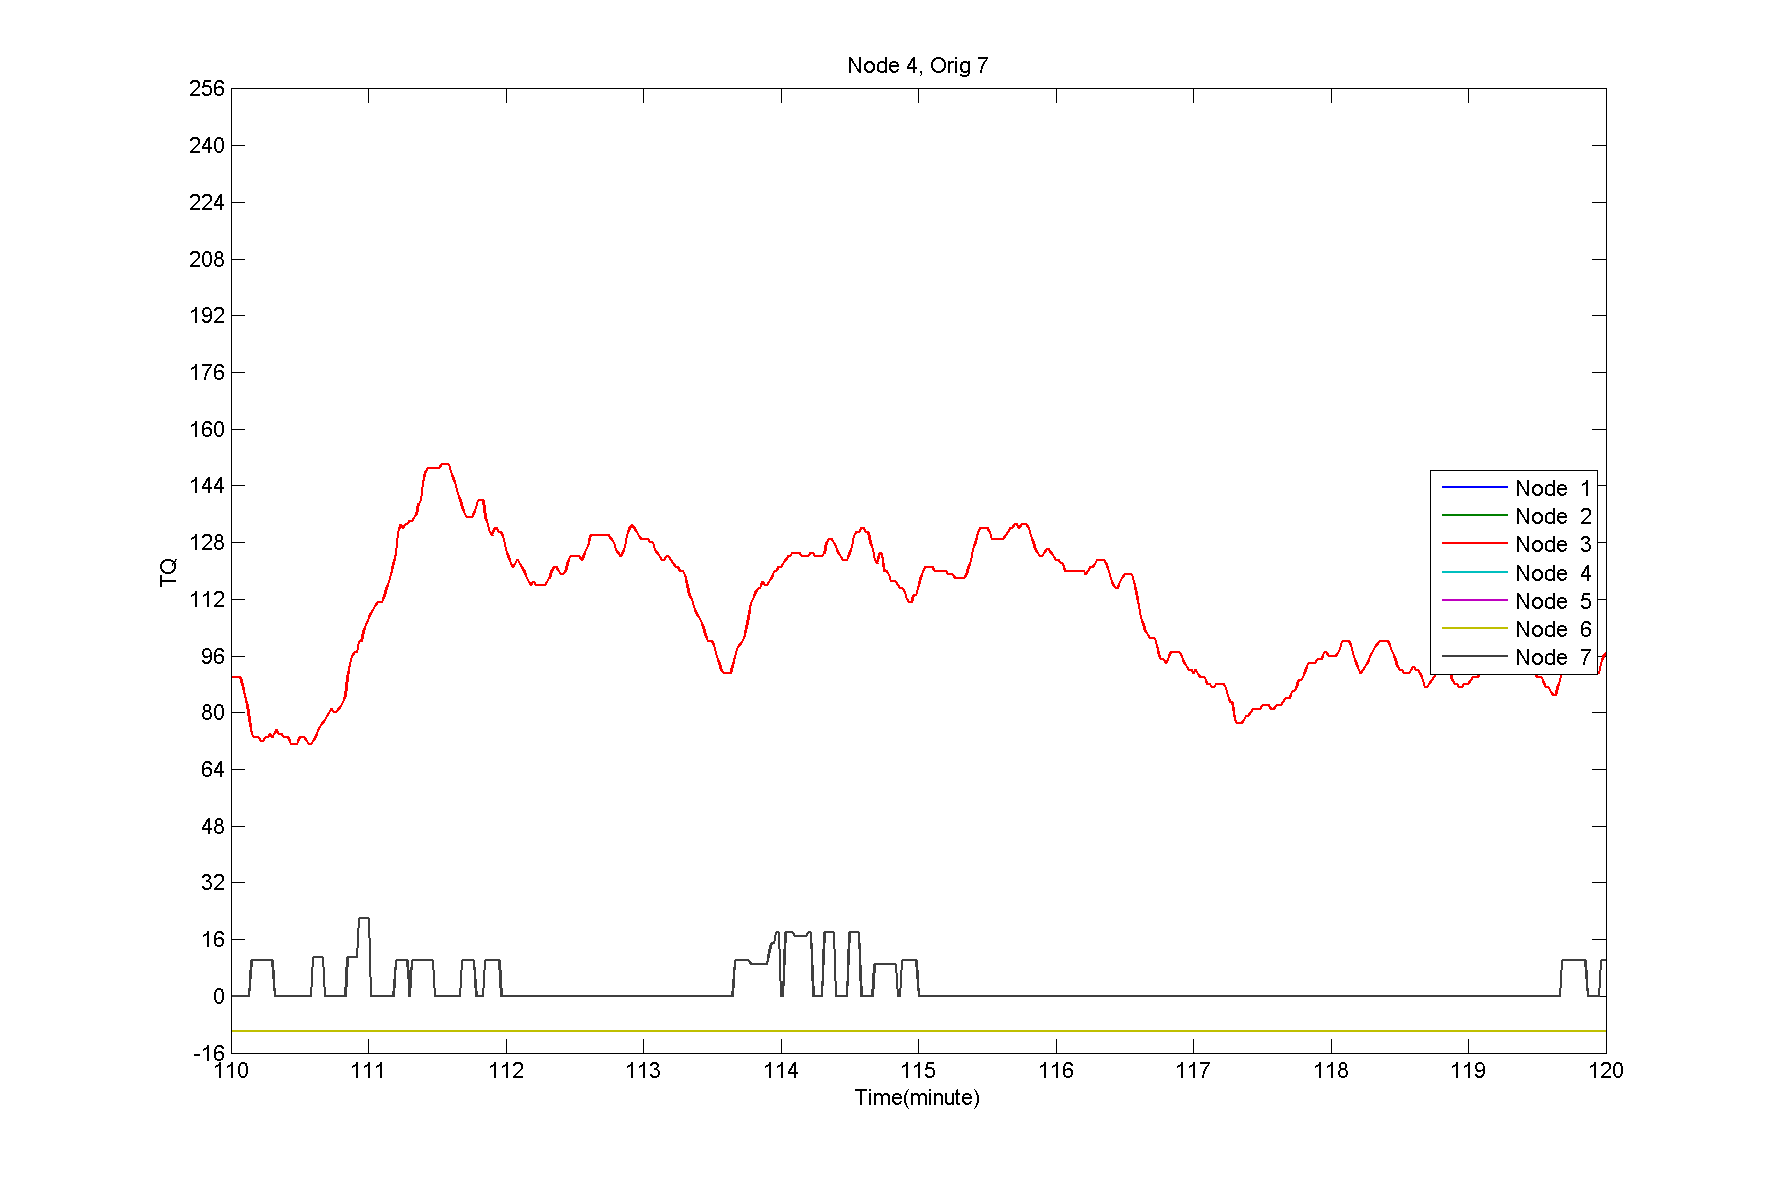 Node 4, Orig 7
256
240
224
208
192
176
160
144
128
112
96
80
64
48
32
16
0
-16
TQ
110 111 112 113 114 115 116 117 118 119 120
Time(minute)
Node 1
Node 2
Node 3
Node 4
Node 5
Node 6
Node 7